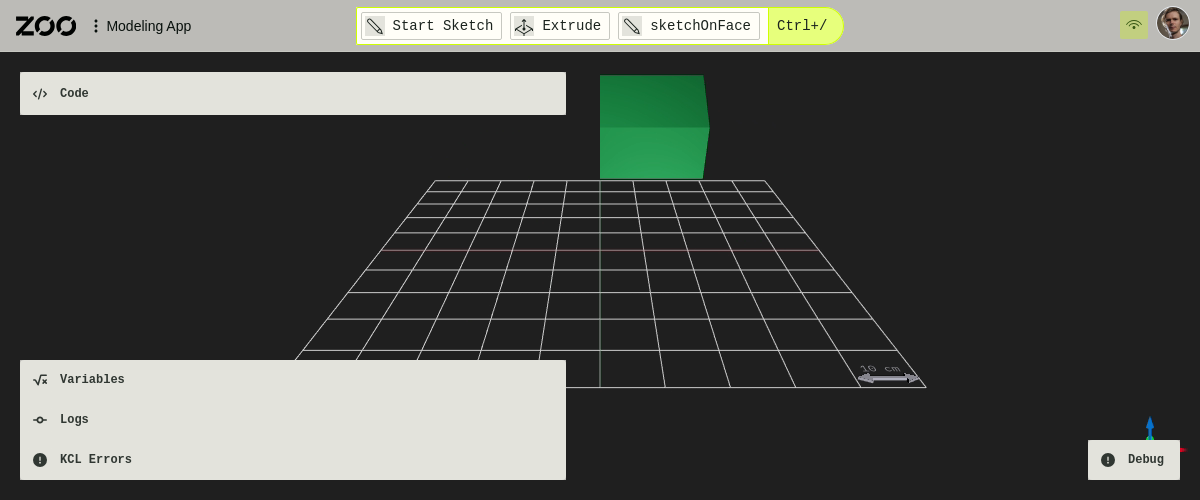 ZOO
Modeling App
Start Sketch
Extrude
sketchOnFace
Ctrl+/
Code
10 cm
Variables
Logs
KCL Errors
Debug